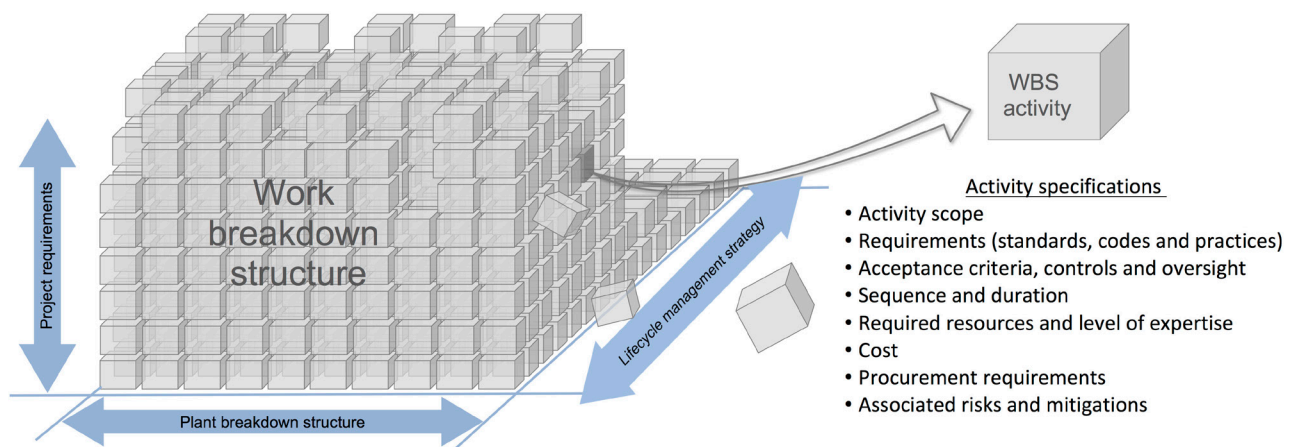 WBS
activity
Work
breakdown
structure
Project requirements
Lifecycle management strategy
Plant breakdown structure
Activity specifications
• Activity scope
• Requirements (standards, codes and practices)
• Acceptance criteria, controls and oversight
• Sequence and duration
• Required resources and level of expertise
• Cost
• Procurement requirements
• Associated risks and mitigations